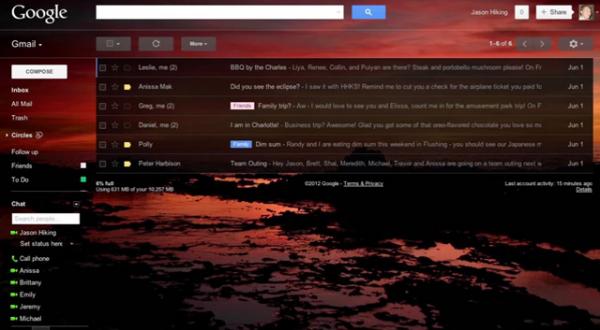 Google
Jason Hiking
0
+ Share
Gmail
More
1–6 of 6
COMPOSE
Inbox
All Mail
Trash
Circles
Follow up
Friends
To Do
Chat
Search people...
Jason Hiking
Set status here
Call phone
Anissa
Brittany
Emily
Jeremy
Michael
Leslie, me (2) BBQ by the Charles - Liya, Renee, Collin, and Puiyan are there? Steak and portobello mushroom please! On Fri Jun 1
Anissa Mak Did you see the eclipse? - I saw it with HHKS! Remind me to cut you a check for the airplane ticket you paid fo Jun 1
Greg, me (2) Friends Family trip? - Aw - I would love to see you and Elissa, count me in for the amusement park trip! On F Jun 1
Daniel, me (2) I am in Charlotte! - Business trip? Awesome! Glad you got some of that oreo-flavored chocolate you love so m Jun 1
Polly Family Dim sum - Randy and I are eating dim sum this weekend in Flushing - you should see our Japanese m Jun 1
Peter Harbison Team Outing - Hey Jason, Brett, Shai, Meredith, Michael, Trevir and Anissa are going on a team outing next w Jun 1
6% full
Using 631 MB of your 10,257 MB
©2012 Google - Terms & Privacy
Last account activity: 15 minutes ago
Details